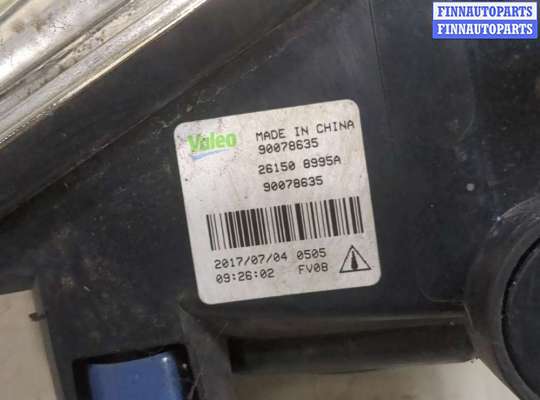 FINNAUTOPARTS
FINNAUTOPARTS
Valeo MADE IN CHINA
90078635
26150 8995A
90078635
2017/07/04 0505
09:26:02 FV08